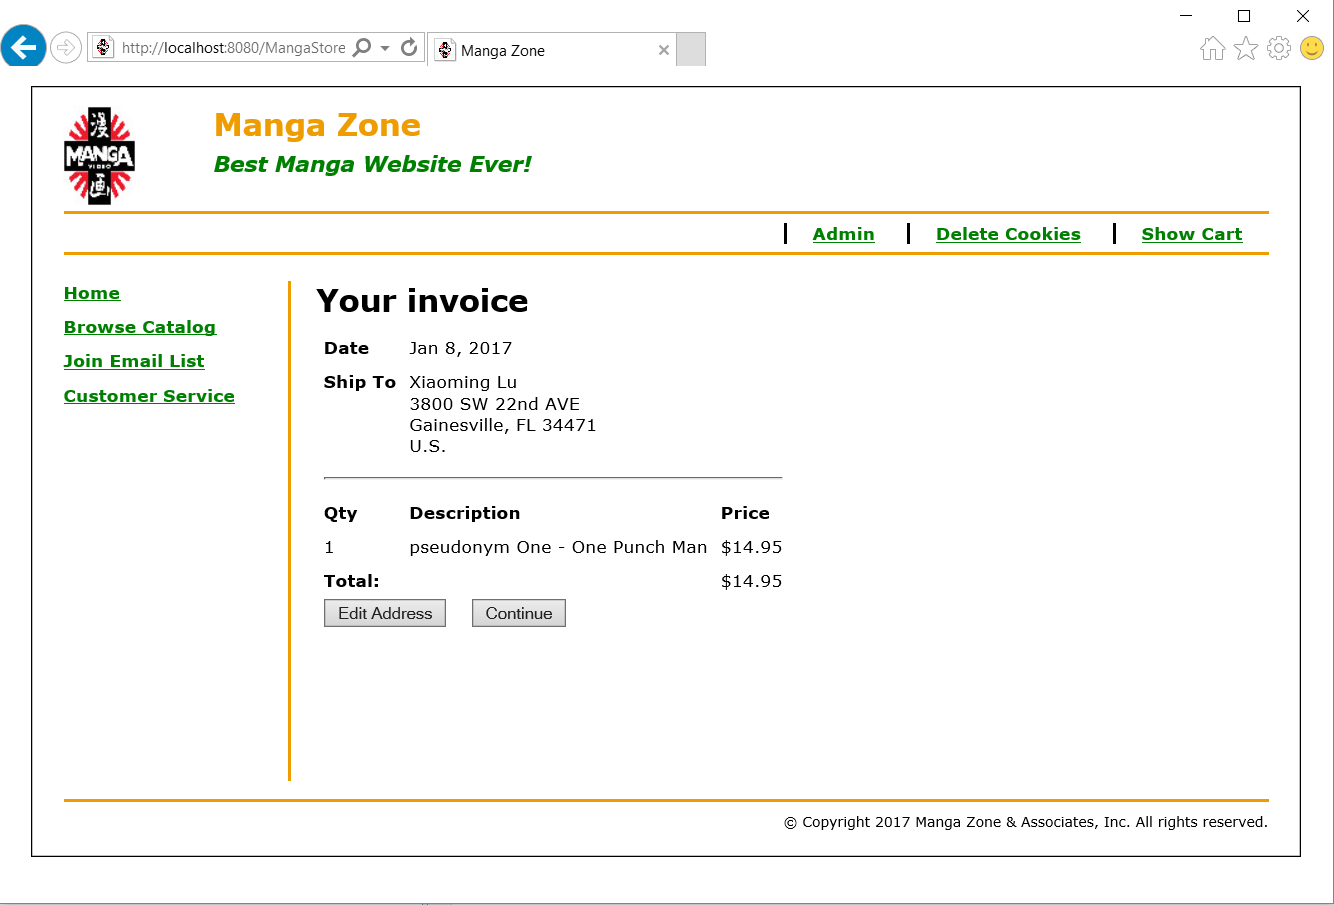 http://localhost:8080/MangaStore
Manga Zone
漫
MANGA
VIDEO
画
Manga Zone
Best Manga Website Ever!
Admin
Delete Cookies
Show Cart
Home
Browse Catalog
Join Email List
Customer Service
Your invoice
Date Jan 8, 2017
Ship To Xiaoming Lu
3800 SW 22nd AVE
Gainesville, FL 34471
U.S.
Qty Description Price
1 pseudonym One - One Punch Man $14.95
Total: $14.95
Edit Address Continue
© Copyright 2017 Manga Zone & Associates, Inc. All rights reserved.